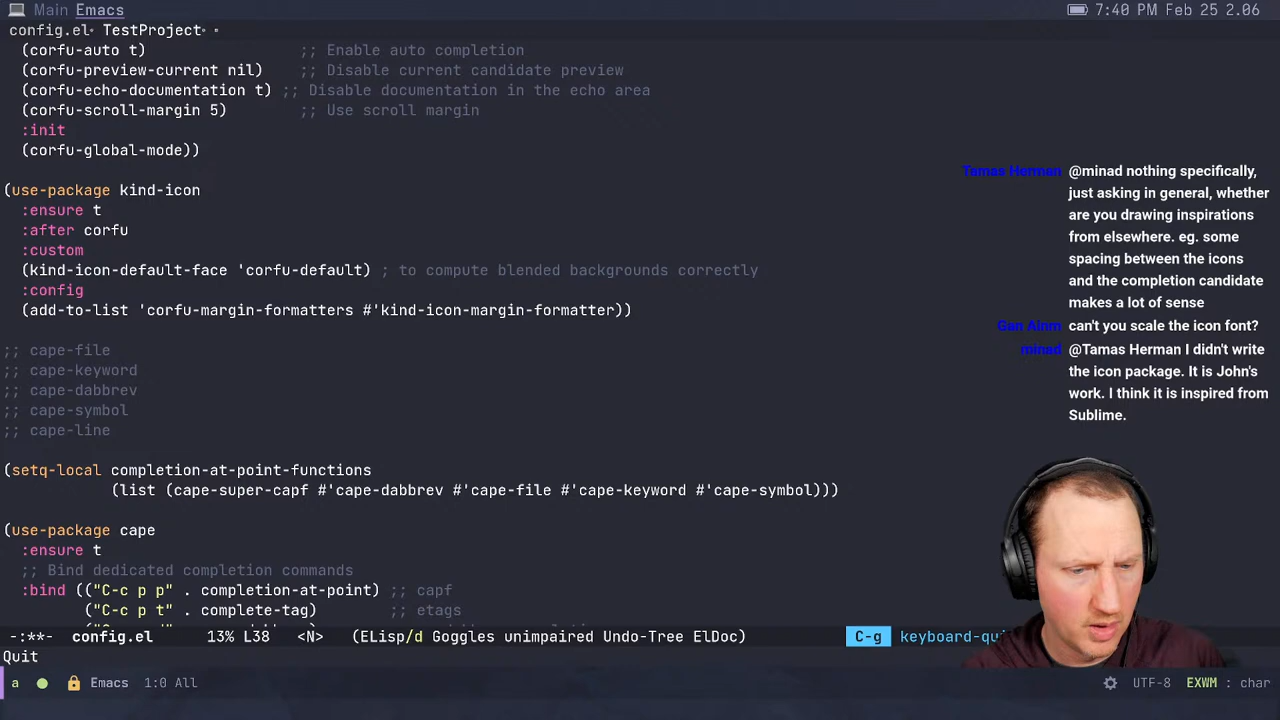 Main Emacs
7:40 PM Feb 25 2.06
config.el• TestProject• •
(corfu-auto t)                 ;; Enable auto completion
(corfu-preview-current nil)    ;; Disable current candidate preview
(corfu-echo-documentation t) ;; Disable documentation in the echo area
(corfu-scroll-margin 5)        ;; Use scroll margin
:init
(corfu-global-mode))
(use-package kind-icon
:ensure t
:after corfu
:custom
(kind-icon-default-face 'corfu-default) ; to compute blended backgrounds correctly
:config
(add-to-list 'corfu-margin-formatters #'kind-icon-margin-formatter))
;; cape-file
;; cape-keyword
;; cape-dabbrev
;; cape-symbol
;; cape-line
(setq-local completion-at-point-functions
(list (cape-super-capf #'cape-dabbrev #'cape-file #'cape-keyword #'cape-symbol)))
(use-package cape
:ensure t
;; Bind dedicated completion commands
:bind (("C-c p p" . completion-at-point) ;; capf
("C-c p t" . complete-tag)        ;; etags
Tamas Herman @minad nothing specifically,
just asking in general, whether
are you drawing inspirations
from elsewhere. eg. some
spacing between the icons
and the completion candidate
makes a lot of sense
Gan Ainm can't you scale the icon font?
minad @Tamas Herman I didn't write
the icon package. It is John's
work. I think it is inspired from
Sublime.
-:**- config.el 13% L38 <N> (ELisp/d Goggles unimpaired Undo-Tree ElDoc) C-g keyboard-qui
Quit
a Emacs 1:0 All UTF-8 EXWM : char